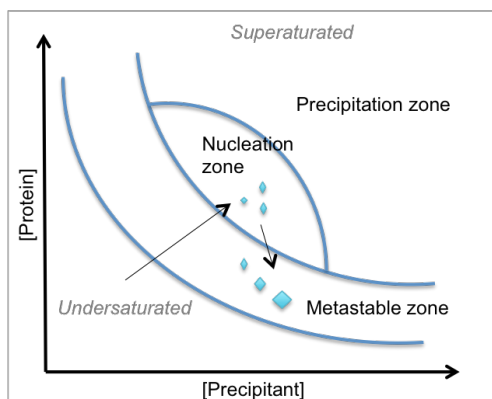 Superaturated
Precipitation zone
Nucleation
zone
[Protein]
Undersaturated
Metastable zone
[Precipitant]